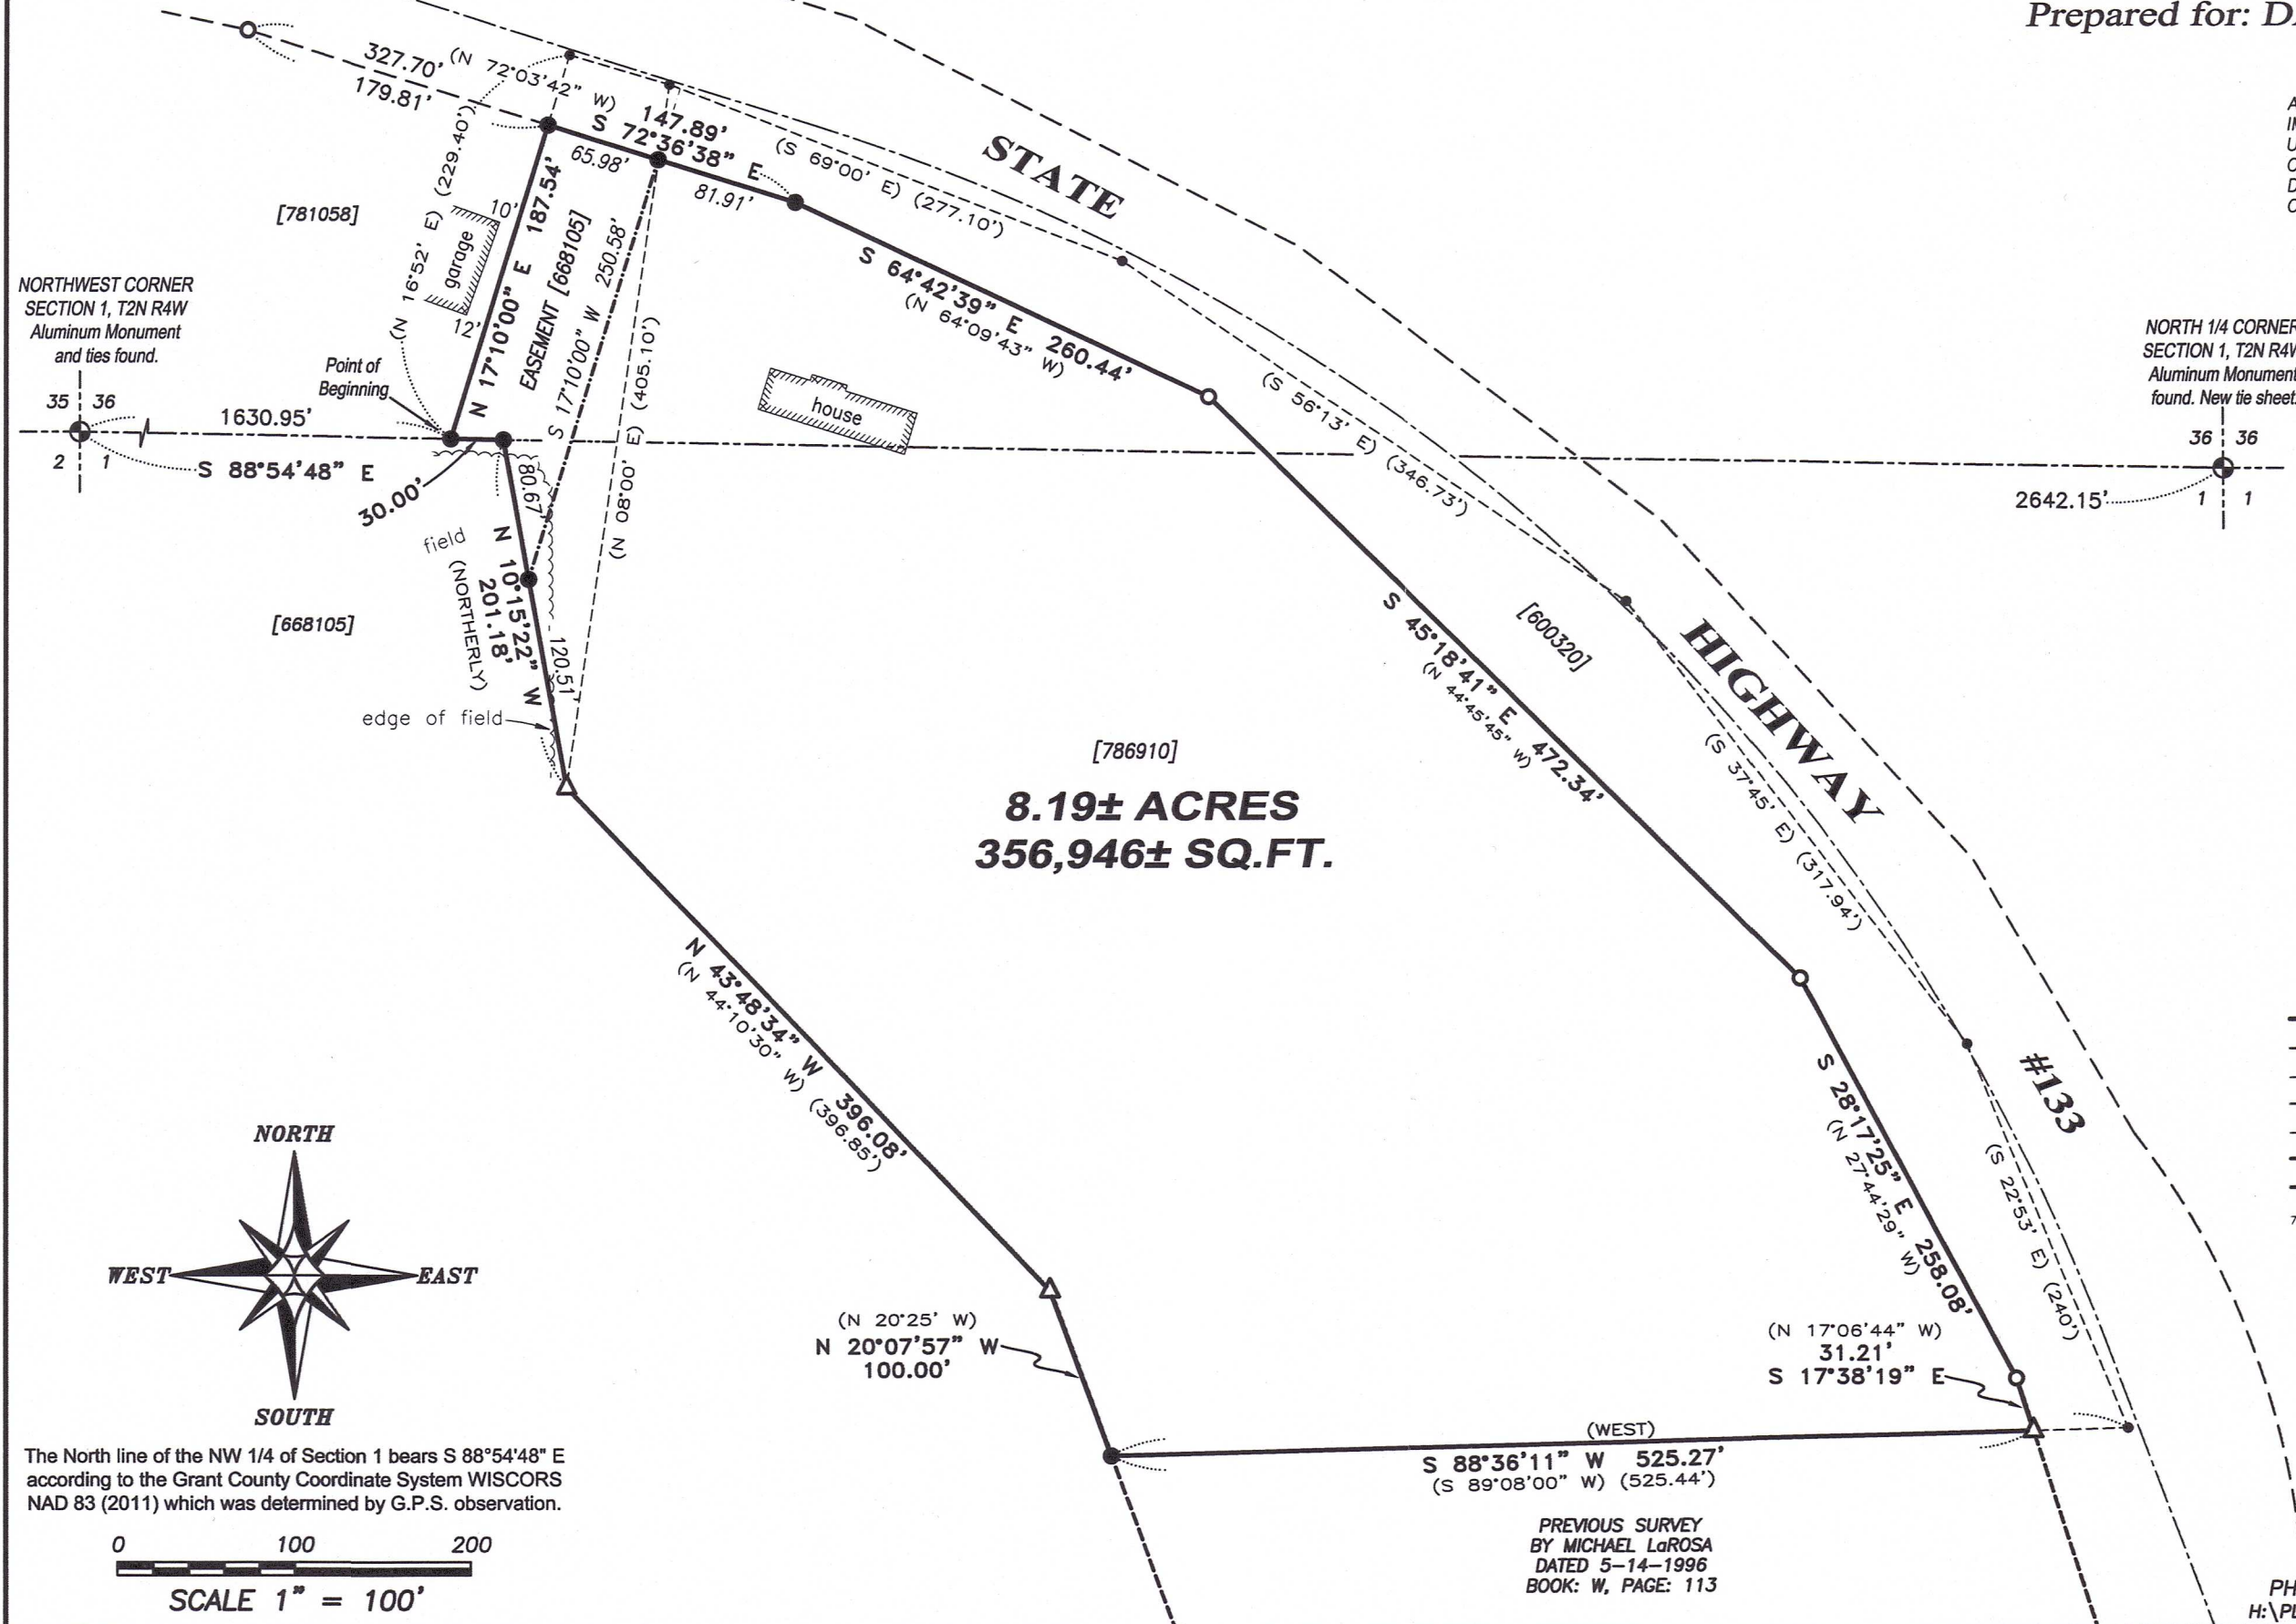 Prepared for: D
327.70'
179.81'
(N 72°03'42" W)
147.89'
S 72°36'38" E
65.98'
81.91'
(S 69°00' E) (277.10')
STATE
[781058]
(N 16°52' E) (229.40')
10'
garage
12'
N 17°10'00" E 187.54'
EASEMENT [668105]
S 17°10'00" W 250.58'
(N 08°00' E) (405.10')
S 64°42'39" E 260.44'
(N 64°09'43" W)
house
NORTHWEST CORNER
SECTION 1, T2N R4W
Aluminum Monument
and ties found.
35 36
2 1
Point of
Beginning
1630.95'
S 88°54'48" E
30.00'
NORTH 1/4 CORNER
SECTION 1, T2N R4W
Aluminum Monument
found. New tie sheet.
36 36
1 1
2642.15'
(S 56°13' E) (346.73')
80.67'
field
(NORTHERLY)
N 10°15'22" W
201.18'
120.51'
[668105]
edge of field
S 45°18'41" E 472.34'
(N 44°45'45" W)
[600320]
HIGHWAY
[786910]
8.19± ACRES
356,946± SQ.FT.
(S 37°45' E) (317.94')
N 43°48'34" W 396.08'
(N 44°10'30" W) (396.85')
#133
S 28°17'25" E 258.08'
(N 27°44'29" W)
(S 22°53' E) (240')
NORTH
WEST
EAST
SOUTH
(N 20°25' W)
N 20°07'57" W
100.00'
(N 17°06'44" W)
31.21'
S 17°38'19" E
(WEST)
S 88°36'11" W 525.27'
(S 89°08'00" W) (525.44')
The North line of the NW 1/4 of Section 1 bears S 88°54'48" E
according to the Grant County Coordinate System WISCORS
NAD 83 (2011) which was determined by G.P.S. observation.
0 100 200
SCALE 1" = 100'
PREVIOUS SURVEY
BY MICHAEL LaROSA
DATED 5-14-1996
BOOK: W, PAGE: 113
PH
H:\P